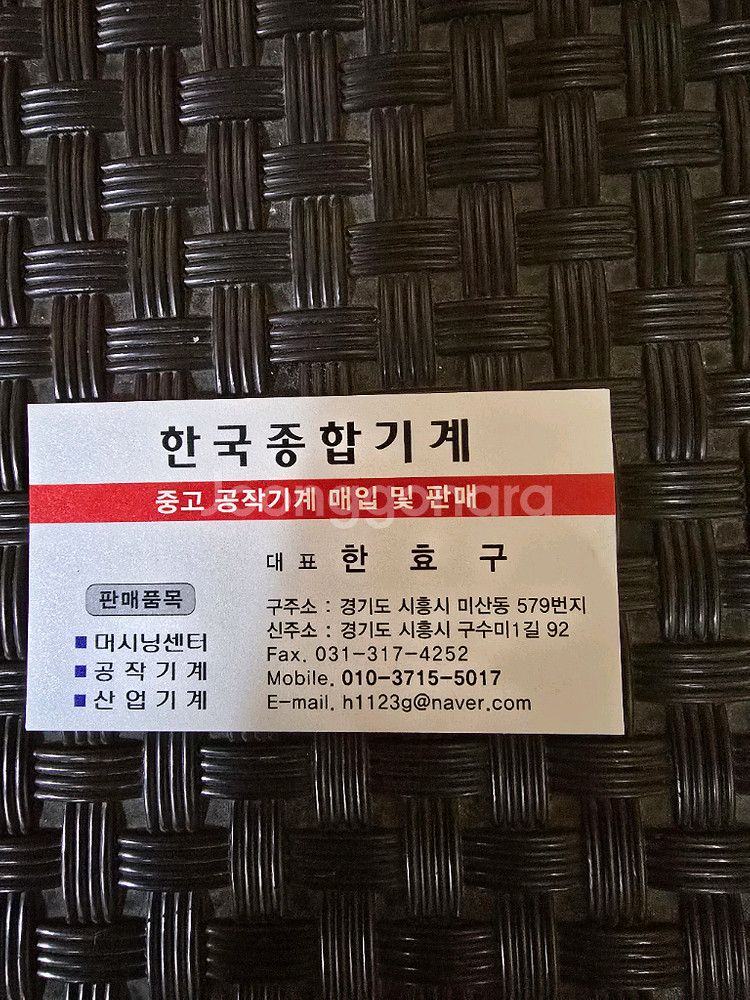 한국종합기계
중고 공작기계 매입 및 판매
Joonggonara
대 표 한 효 구
판매품목
■ 대시닝센터
■ 공 작 기 계
■ 산 업 기 계
구주소 : 경기도 시흥시 미산동 579번지
신주소 : 경기도 시흥시 구수미1길 92
Fax. 031-317-4252
Mobile. 010-3715-5017
E-mail. h1123g@naver.com